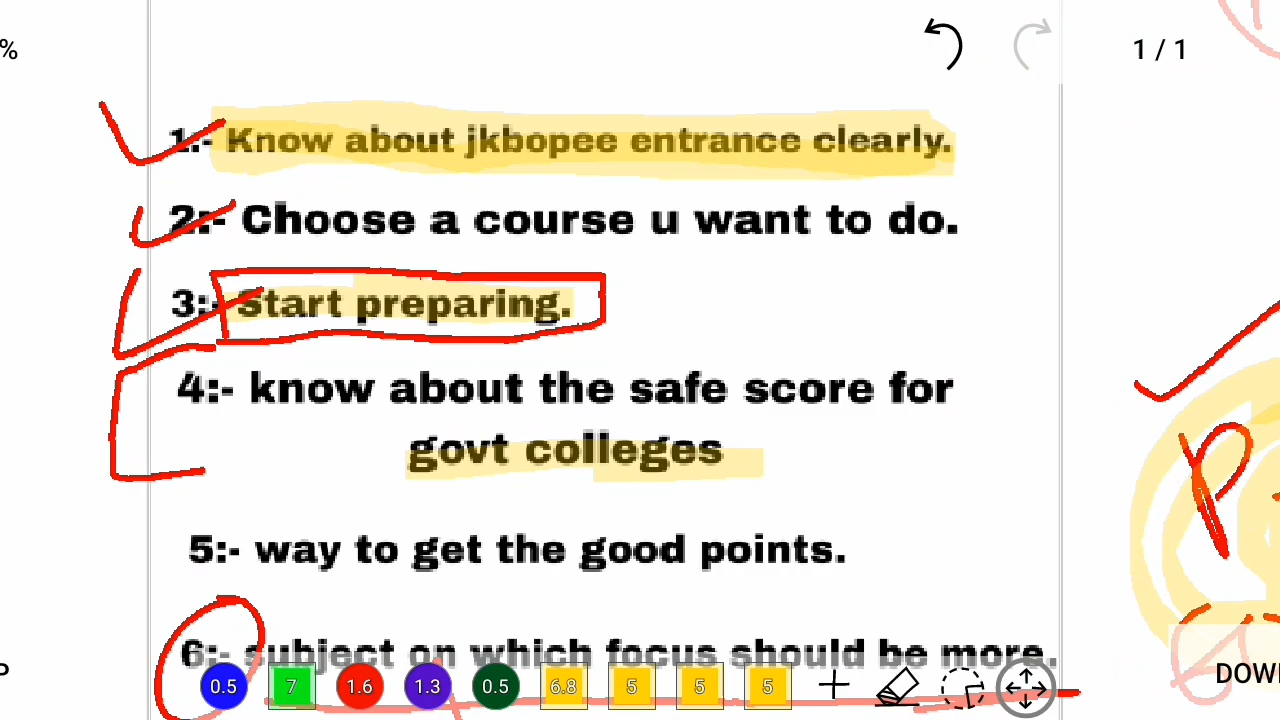 %
1 / 1
1:- Know about jkbopee entrance clearly.
2:- Choose a course u want to do.
3:- Start preparing.
4:- know about the safe score for
govt colleges
P
5:- way to get the good points.
6:- subject on which focus should be more.
0.5 7 1.6 1.3 0.5 6.8 5 5 5
DOW